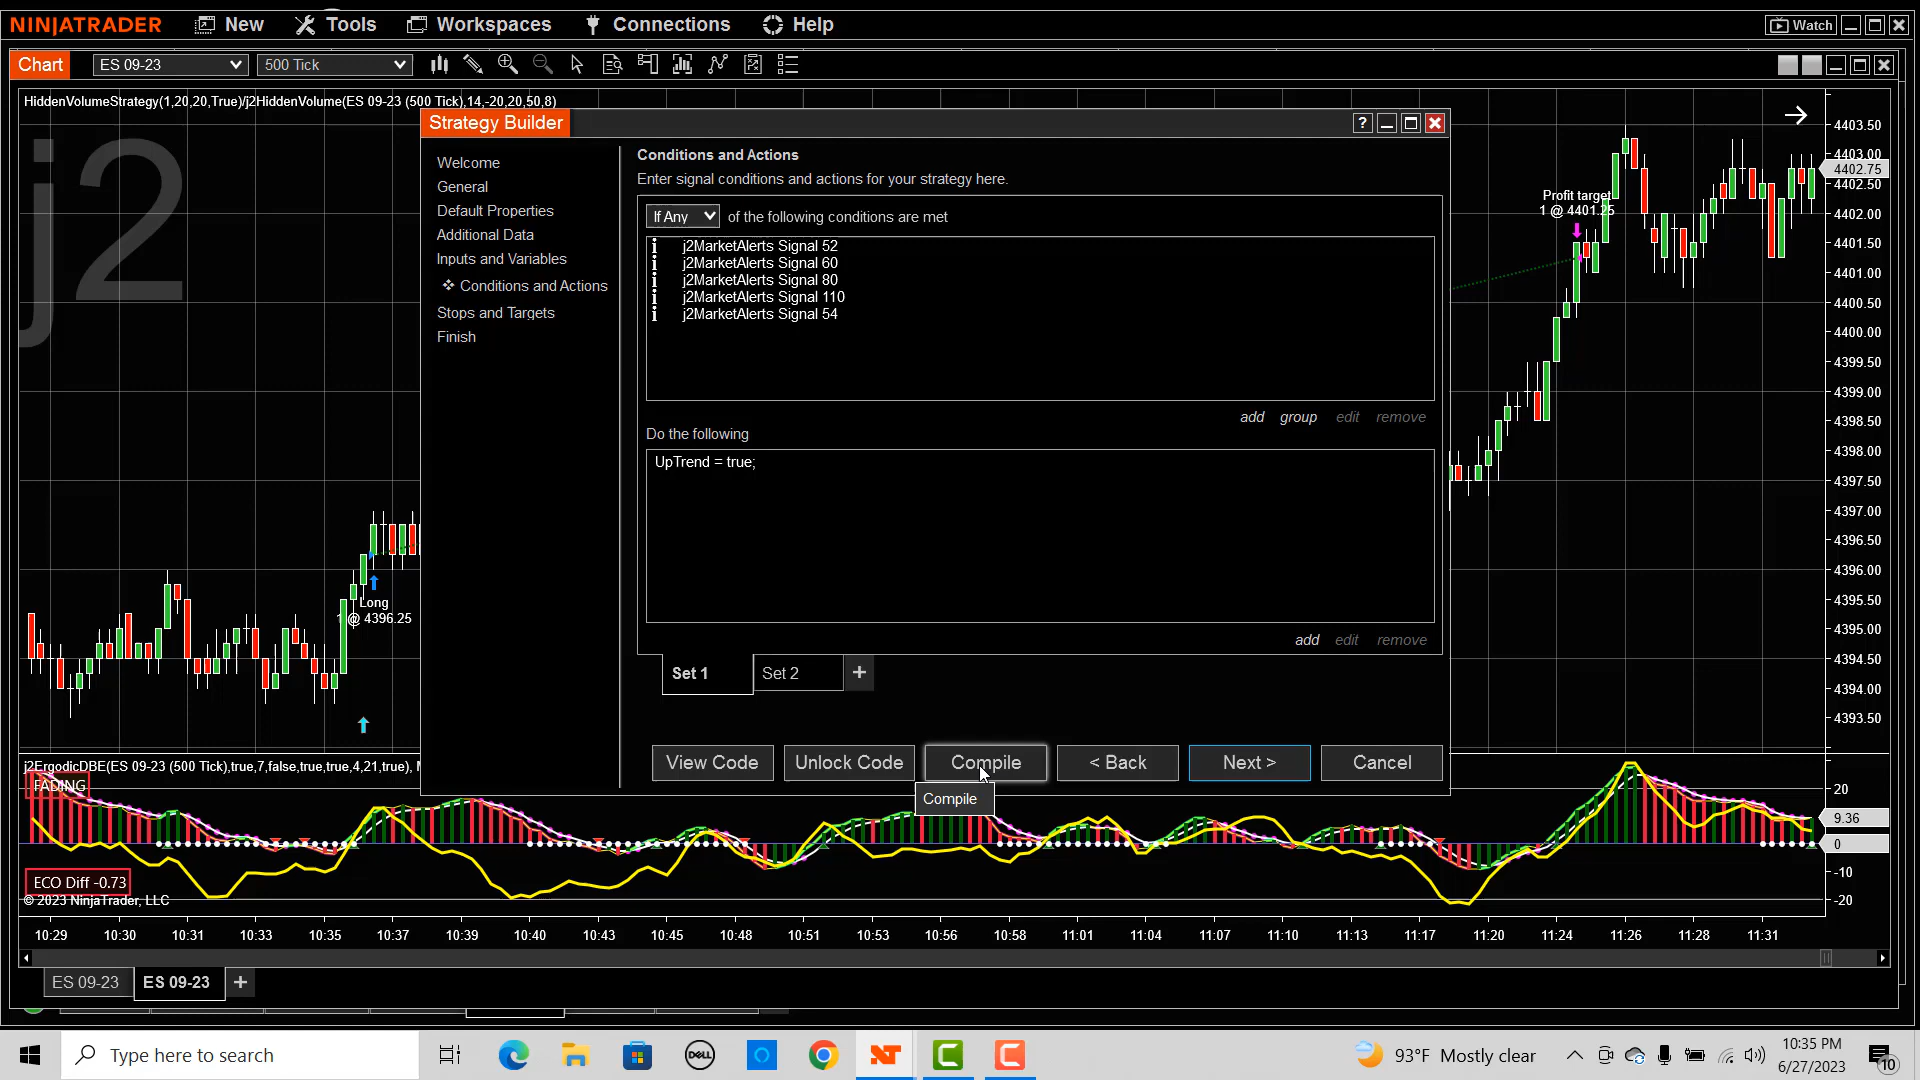 NINJATRADER New Tools Workspaces Connections Help Watch
Chart ES 09-23 500 Tick
HiddenVolumeStrategy(1,20,20,True)/j2HiddenVolume(ES 09-23 (500 Tick),14,-20,20,50,8)
j2
Strategy Builder ?
Welcome
General
Default Properties
Additional Data
Inputs and Variables
Conditions and Actions
Stops and Targets
Finish
Conditions and Actions
Enter signal conditions and actions for your strategy here.
If Any of the following conditions are met
j2MarketAlerts Signal 52
j2MarketAlerts Signal 60
j2MarketAlerts Signal 80
j2MarketAlerts Signal 110
j2MarketAlerts Signal 54
add group edit remove
Do the following
UpTrend = true;
add edit remove
Set 1 Set 2 +
View Code Unlock Code Compile < Back Next > Cancel
Compile
Long
1 @ 4396.25
Profit target
1 @ 4401.25
4403.50
4403.00
4402.75
4402.50
4402.00
4401.50
4401.00
4400.50
4400.00
4399.50
4399.00
4398.50
4398.00
4397.50
4397.00
4396.50
4396.00
4395.50
4395.00
4394.50
4394.00
4393.50
j2ErgodicDBE(ES 09-23 (500 Tick),true,7,false,true,true,4,21,true),
FADING
ECO Diff -0.73
© 2023 NinjaTrader, LLC
20
9.36
0
-10
-20
10:29 10:30 10:31 10:33 10:35 10:37 10:39 10:40 10:43 10:45 10:48 10:51 10:53 10:56 10:58 11:01 11:04 11:07 11:10 11:13 11:17 11:20 11:24 11:26 11:28 11:31
ES 09-23 ES 09-23 +
Type here to search
DELL
93°F Mostly clear
10:35 PM
6/27/2023
10